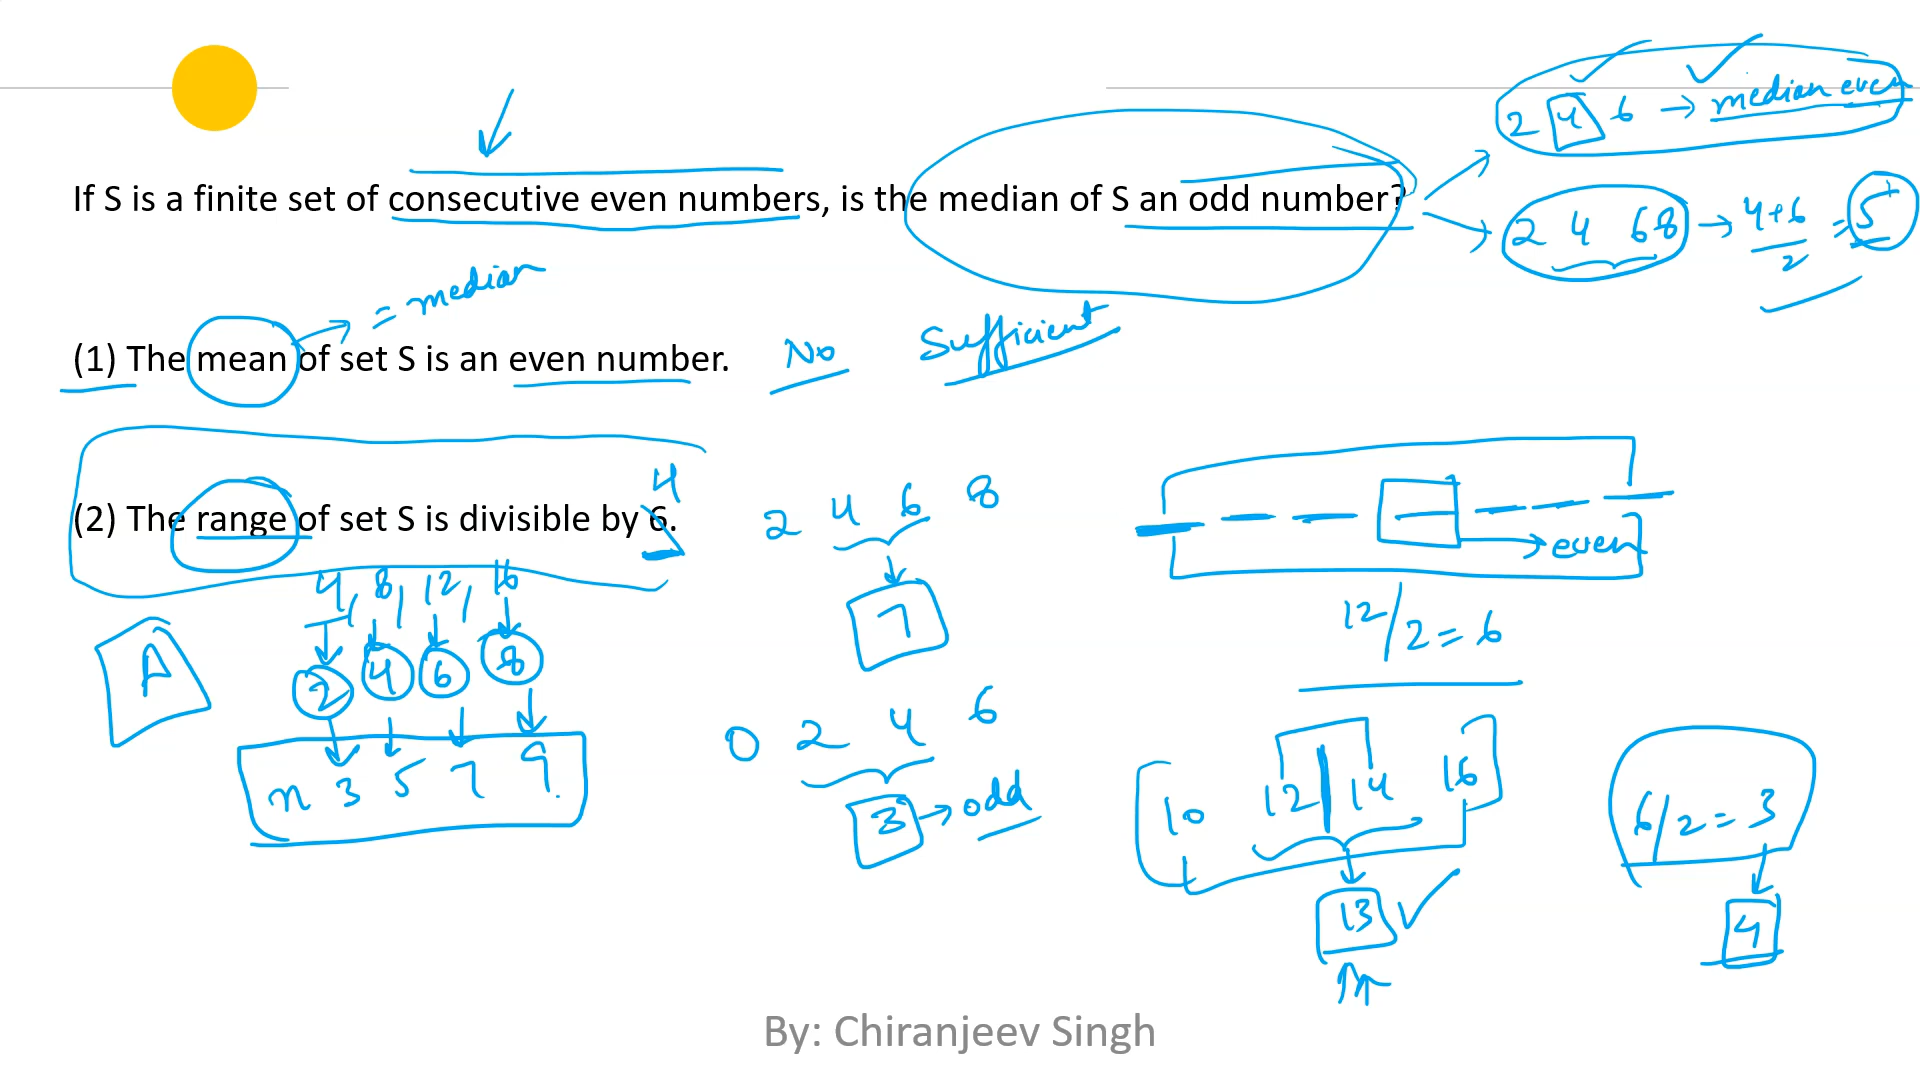 2 4 6 → median even
If S is a finite set of consecutive even numbers, is the median of S an odd number?
2 4 6 8 → 4+6/2 = 5
= median
(1) The mean of set S is an even number. No Sufficient
4
(2) The range of set S is divisible by 6.
2 4 6 8
→ even
4, 8, 12, 16
7
12/2 = 6
A
2 4 6 8
0 2 4 6
n 3 5 7 9
3 → odd
10 12 14 16
6/2 = 3
13
4
By: Chiranjeev Singh